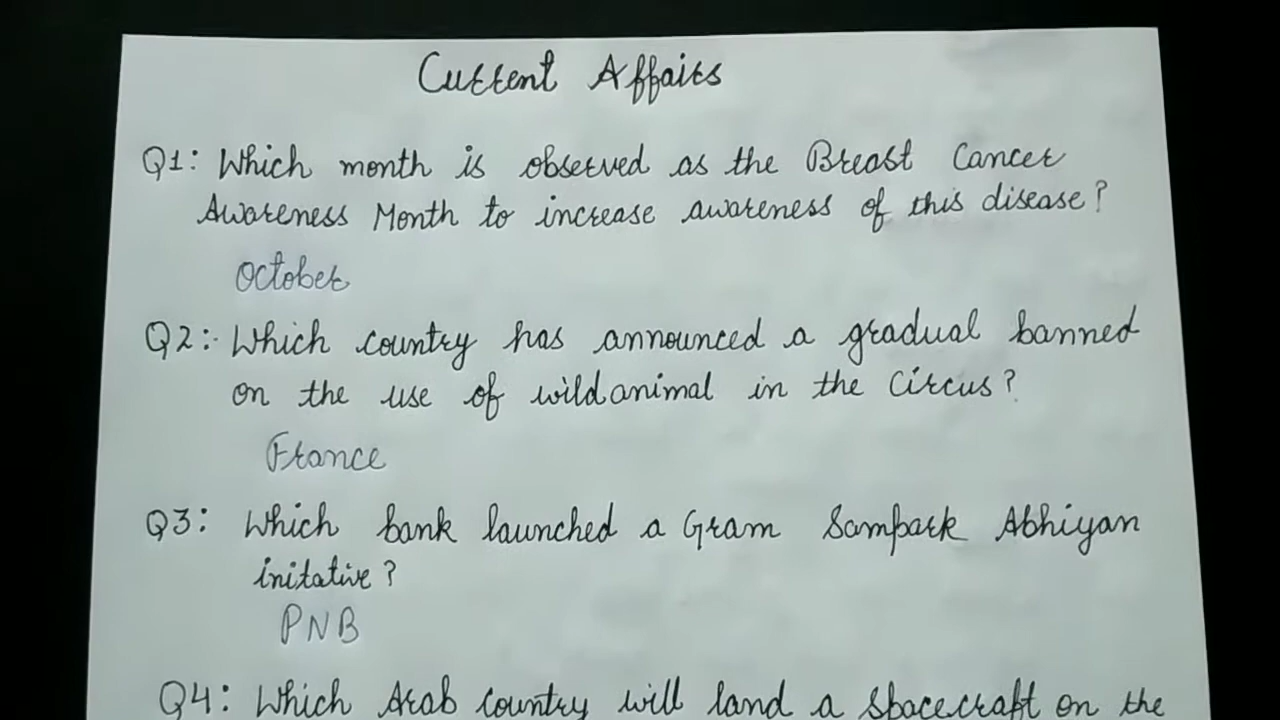 Current Affairs
Q1: Which month is observed as the Breast Cancer
Awareness Month to increase awareness of this disease?
October
Q2:- Which country has announced a gradual banned
on the use of wild animal in the Circus?
France
Q3: Which bank launched a Gram Sampark Abhiyan
initative?
PNB
Q4: Which Arab country will land a spacecraft on the